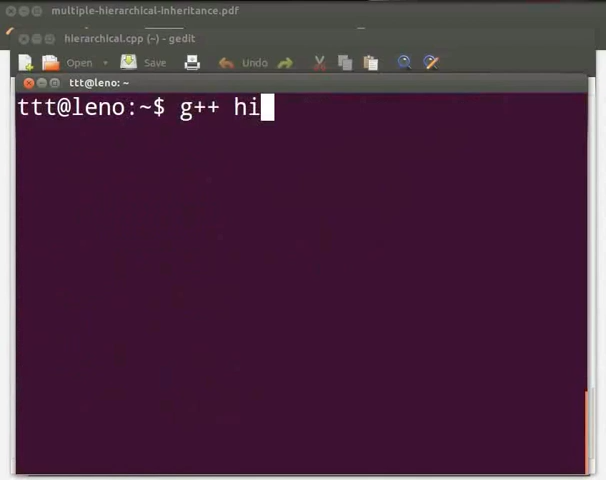 multiple-hierarchical-inheritance.pdf
hierarchical.cpp (~) - gedit
Open Save Undo
ttt@leno: ~
ttt@leno:~$ g++ hi